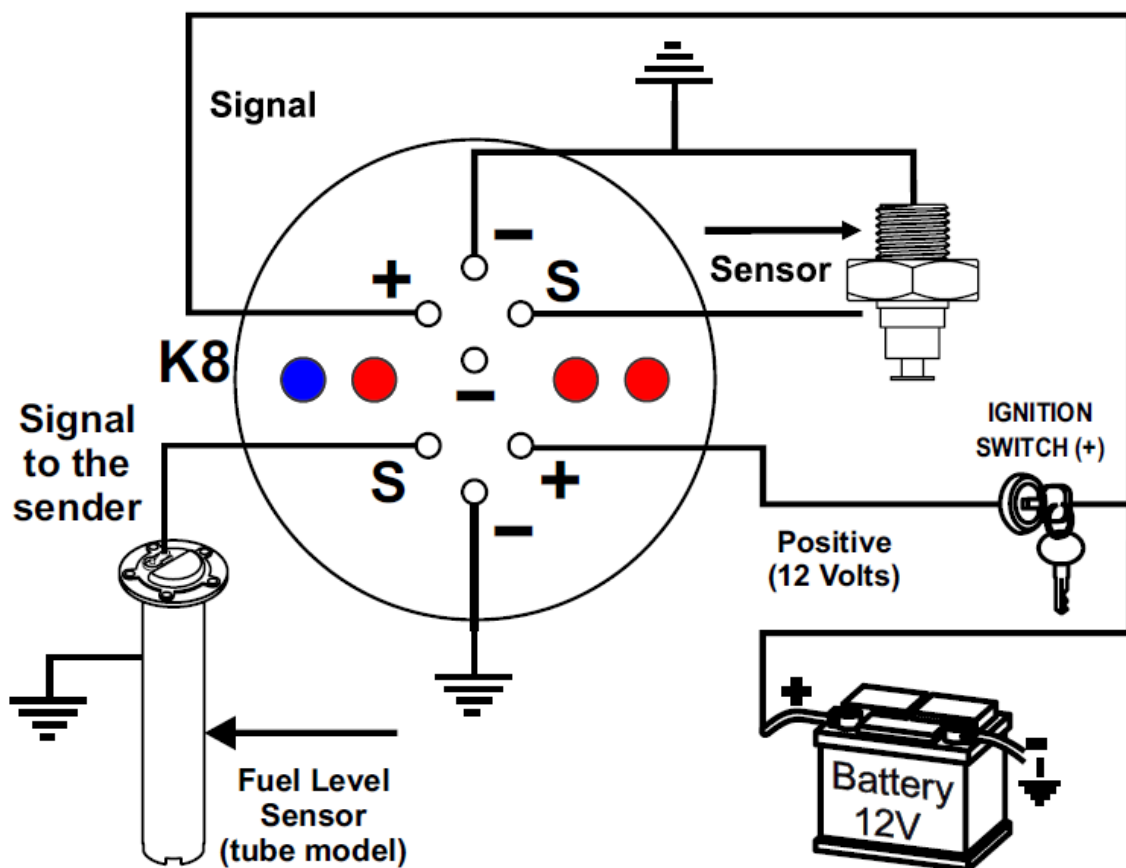 Signal
−
+
S
Sensor
K8
−
Signal
to the
sender
S
+
−
IGNITION
SWITCH (+)
Positive
(12 Volts)
Fuel Level
Sensor
(tube model)
+
-
Battery
12V